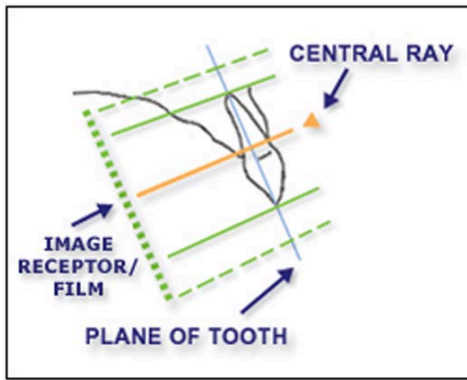 CENTRAL RAY
IMAGE
RECEPTOR/
FILM
PLANE OF TOOTH